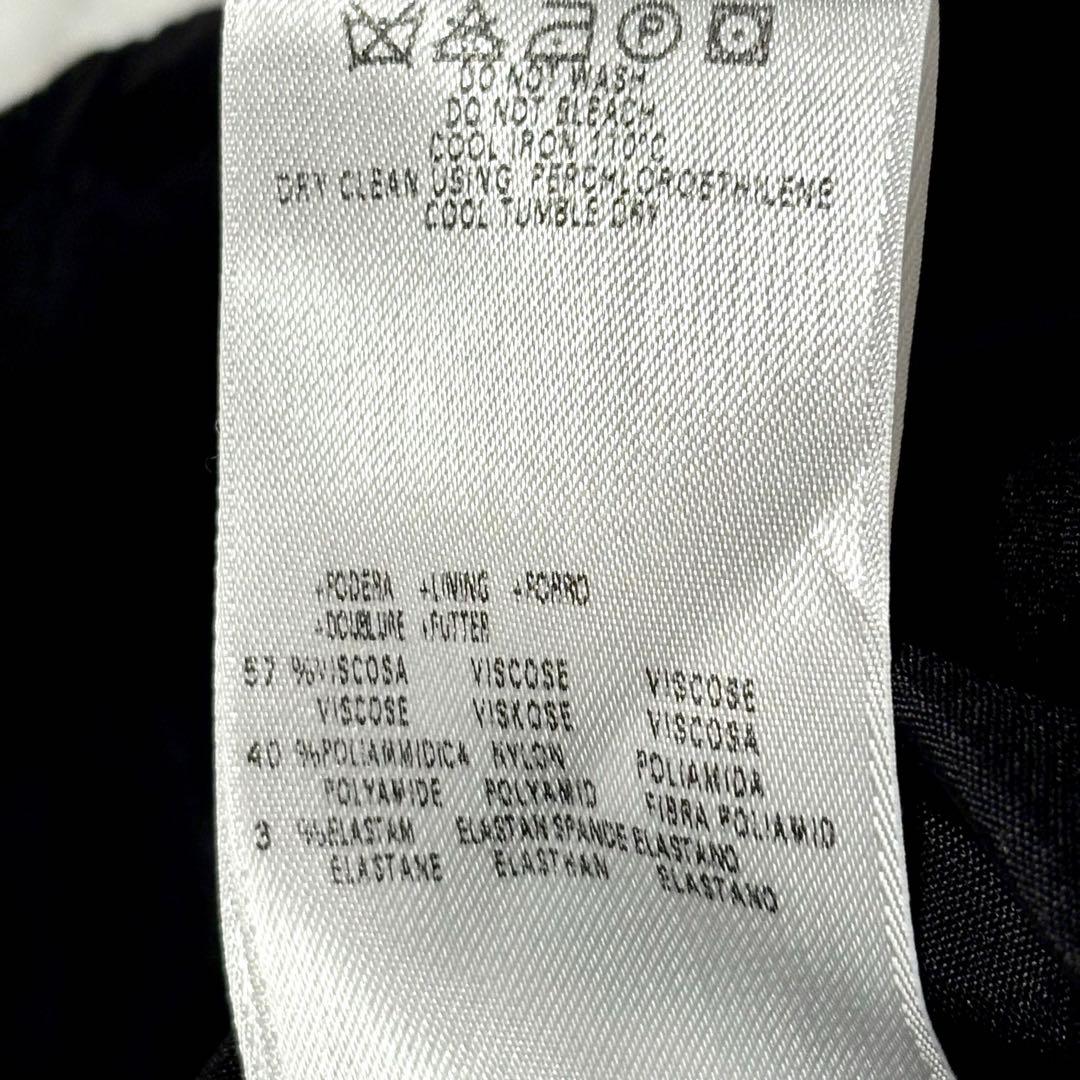 P
DO NOT WASH
DO NOT BLEACH
COOL IRON 110°C
DRY CLEAN USING PERCHLOROETHILENE
COOL TUMBLE DRY
+FODERA +LINING +FORRO
+DOUBLURE +FUTTER
57 %VISCOSA VISCOSE VISCOSE
VISCOSE VISKOSE VISCOSA
40 %POLIAMMIDICA NYLON POLIAMIDA
POLYAMIDE POLYAMID FIBRA POLIAMID
3 %ELASTAM ELASTAN SPANDE ELASTANO
ELASTANE ELASTHAN ELASTANO